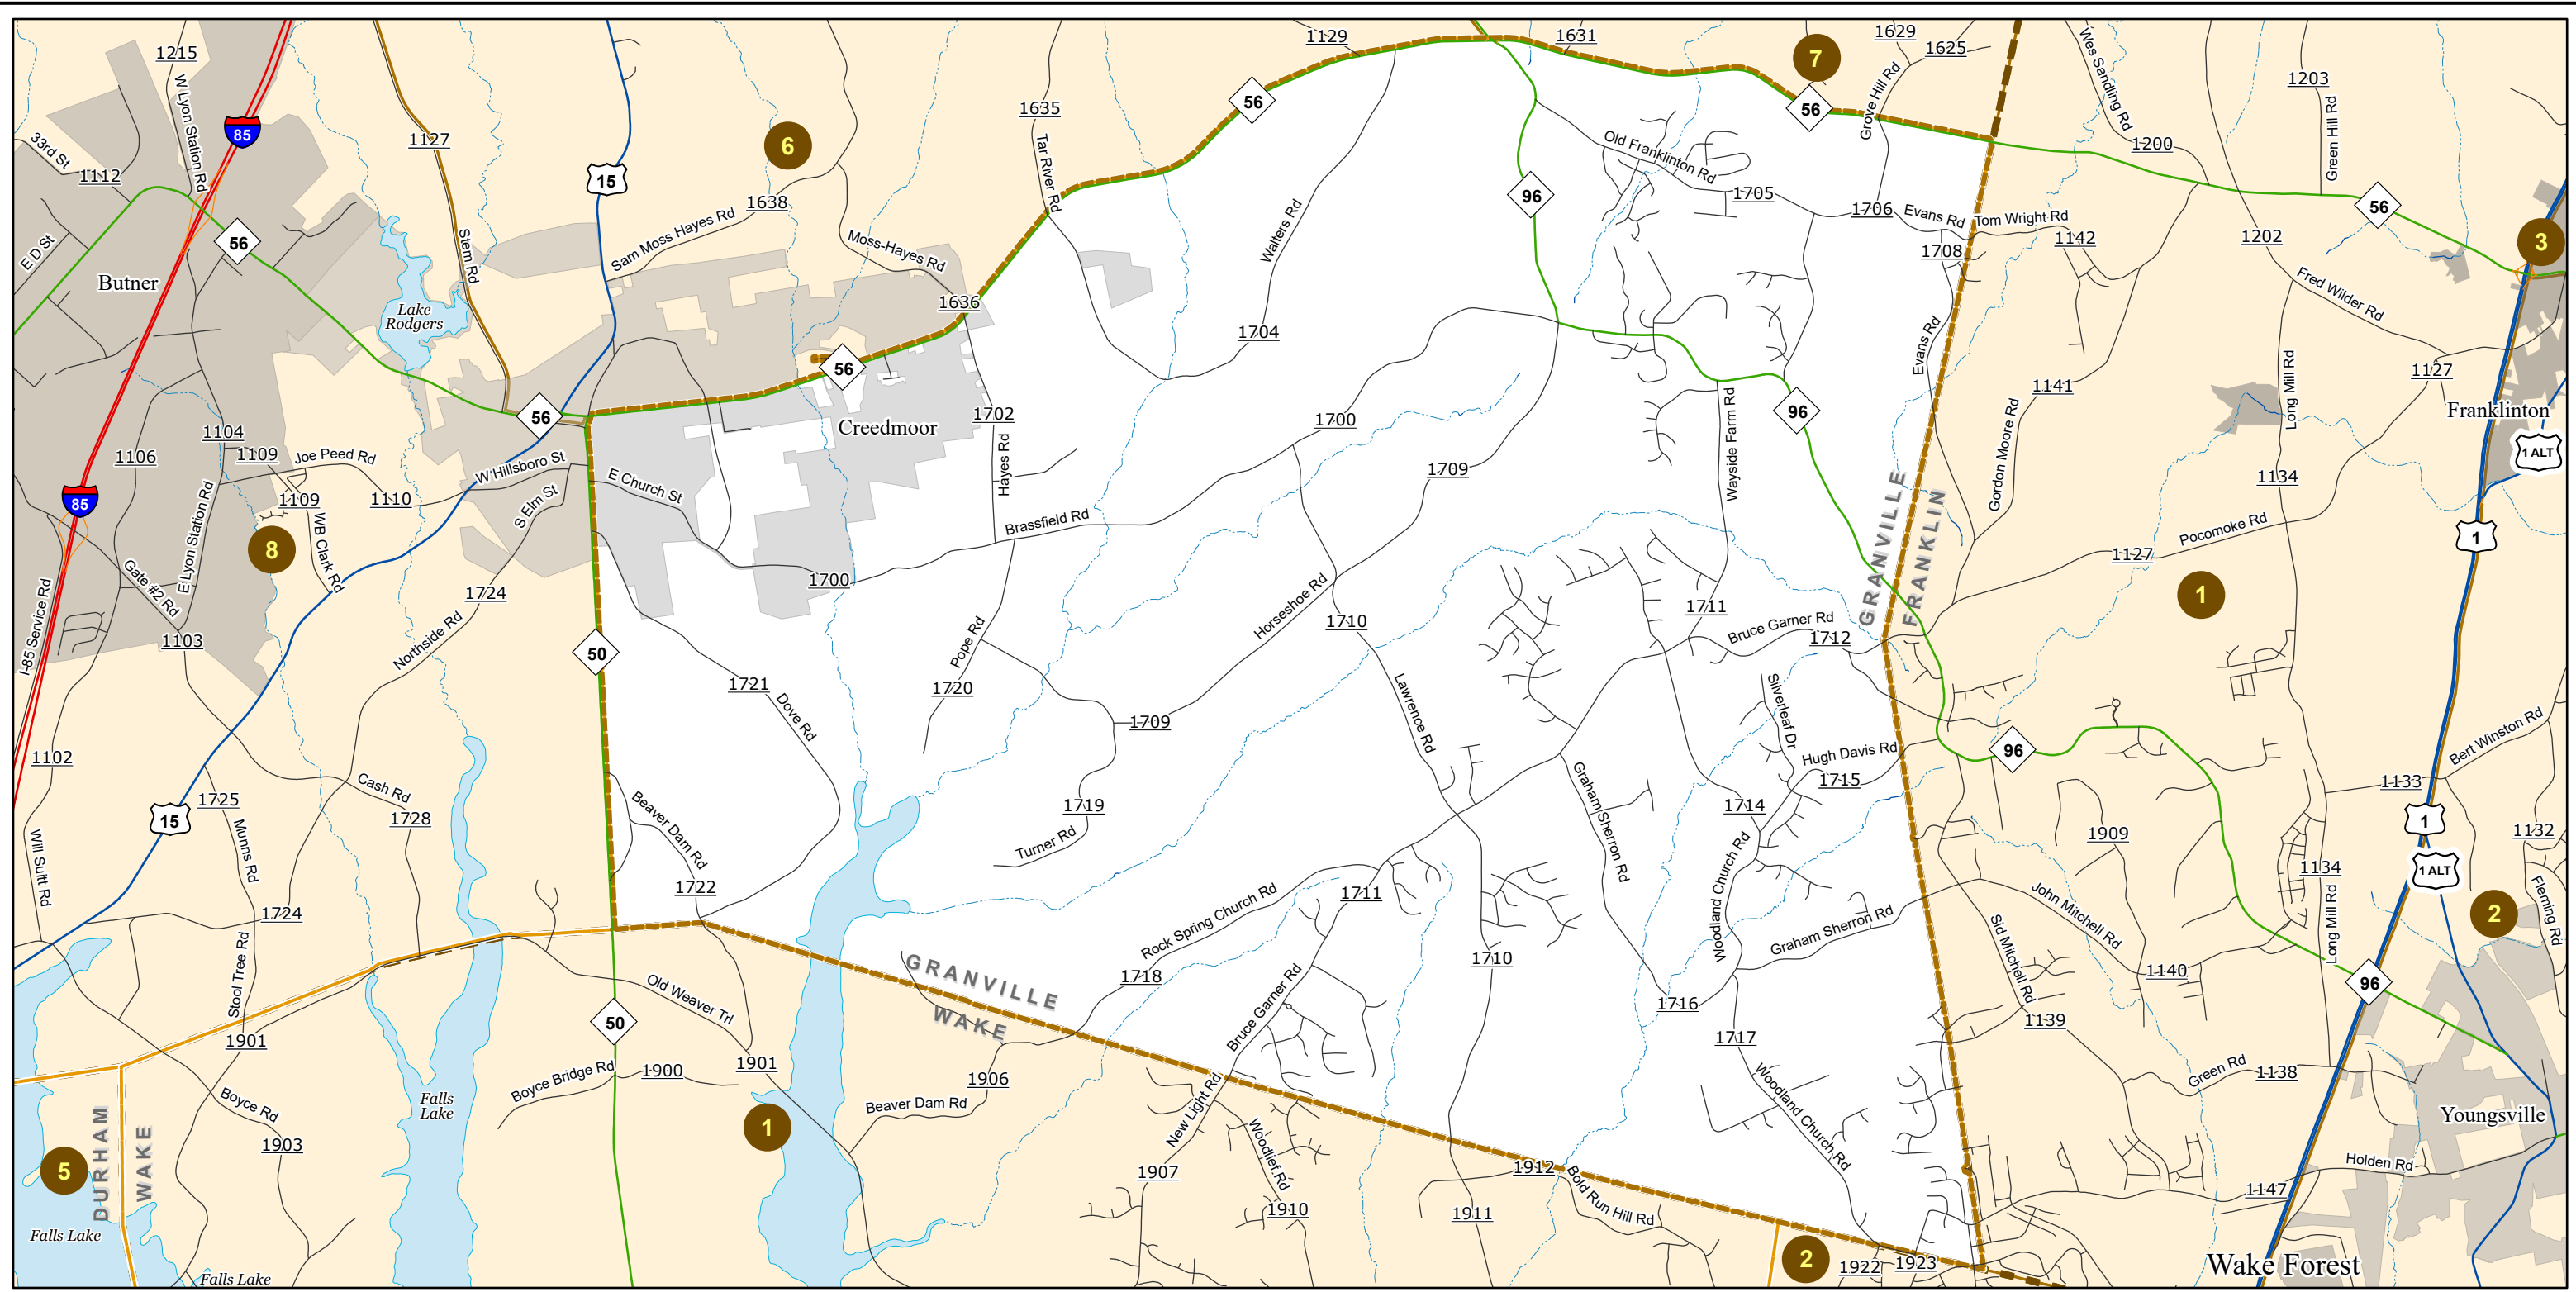 1215
W Lyon Station Rd
85
33rd St
1112
56
E D St
Butner
1127
Stem Rd
Lake
Rodgers
15
6
1638
Sam Moss Hayes Rd
Moss-Hayes Rd
1636
1635
Tar River Rd
56
1129
1631
7
56
1629
1625
Grove Hill Rd
Wes Sandling Rd
1200
1203
Green Hill Rd
56
3
96
Old Franklinton Rd
1705
1706
Evans Rd
Tom Wright Rd
1708
1142
1202
Fred Wilder Rd
Walters Rd
1704
56
56
Creedmoor
1702
Hayes Rd
1700
1709
Wayside Farm Rd
96
Evans Rd
1141
Gordon Moore Rd
Long Mill Rd
1127
Franklinton
1 ALT
1134
1104
1106
1109
Joe Peed Rd
1109
1110
W Hillsboro St
S Elm St
E Church St
85
8
WB Clark Rd
E Lyon Station Rd
Gate #2 Rd
1103
I-85 Service Rd
1724
Northside Rd
Brassfield Rd
1700
GRANVILLE
FRANKLIN
Pocomoke Rd
1127
1
1
50
1721
Dove Rd
Pope Rd
1720
1709
Horseshoe Rd
1710
Lawrence Rd
1711
Bruce Garner Rd
1712
Silverleaf Dr
Hugh Davis Rd
1715
96
Bert Winston Rd
1133
1102
15
1725
Munns Rd
Cash Rd
1728
Will Suitt Rd
Beaver Dam Rd
1722
1719
Turner Rd
Graham Sherron Rd
1714
Woodland Church Rd
1909
1
1 ALT
1132
1134
Long Mill Rd
Fleming Rd
2
1724
Stool Tree Rd
Rock Spring Church Rd
1711
1718
1710
Graham Sherron Rd
1716
Sid Mitchell Rd
John Mitchell Rd
1140
96
GRANVILLE
WAKE
Old Weaver Trl
50
1901
1901
Bruce Garner Rd
1717
Woodland Church Rd
1139
Green Rd
1138
Boyce Rd
1903
Boyce Bridge Rd
1900
Falls
Lake
1906
Beaver Dam Rd
1
New Light Rd
1907
Woodlief Rd
1910
1911
1912
Bold Run Hill Rd
Youngsville
Holden Rd
1147
5
DURHAM
WAKE
Falls Lake
Falls Lake
2
1922
1923
Wake Forest